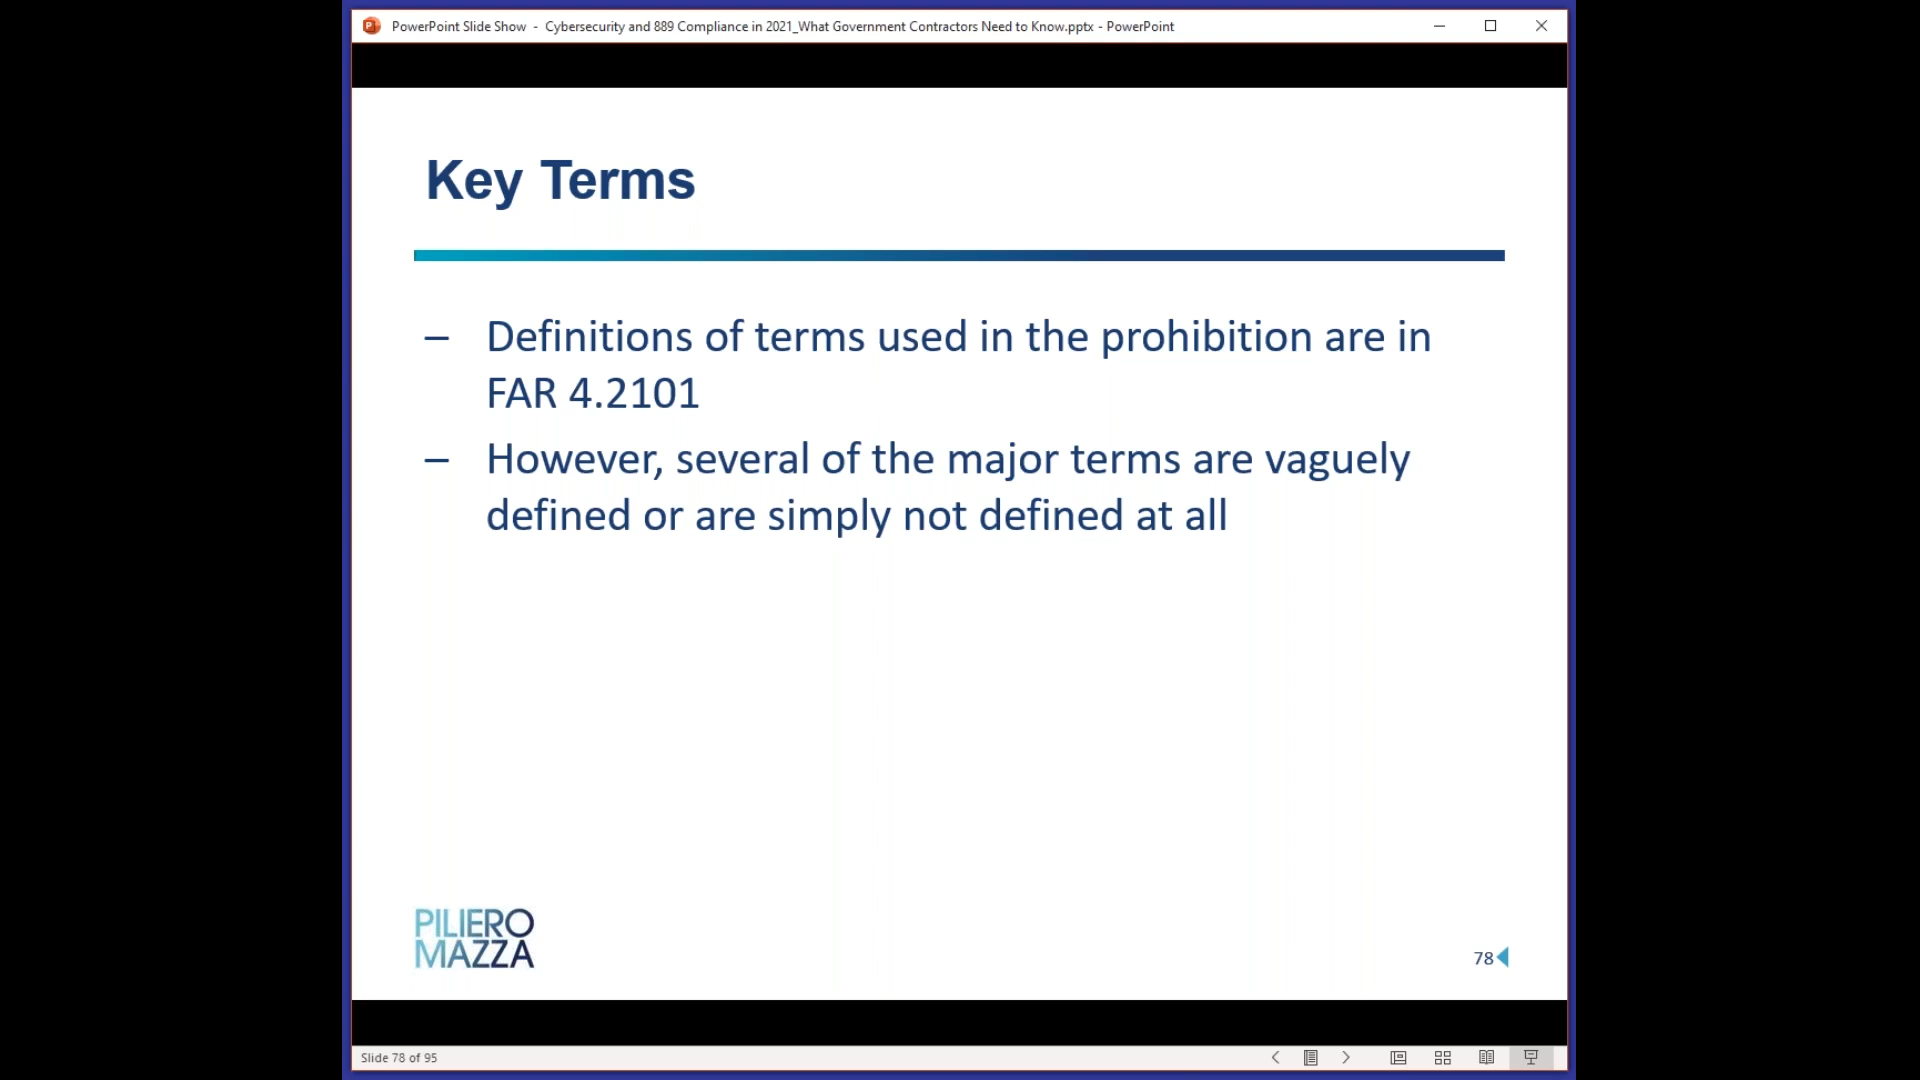 PowerPoint Slide Show - Cybersecurity and 889 Compliance in 2021_What Government Contractors Need to Know.pptx - PowerPoint
Key Terms
– Definitions of terms used in the prohibition are in
FAR 4.2101
– However, several of the major terms are vaguely
defined or are simply not defined at all
PILIERO
MAZZA
78
Slide 78 of 95